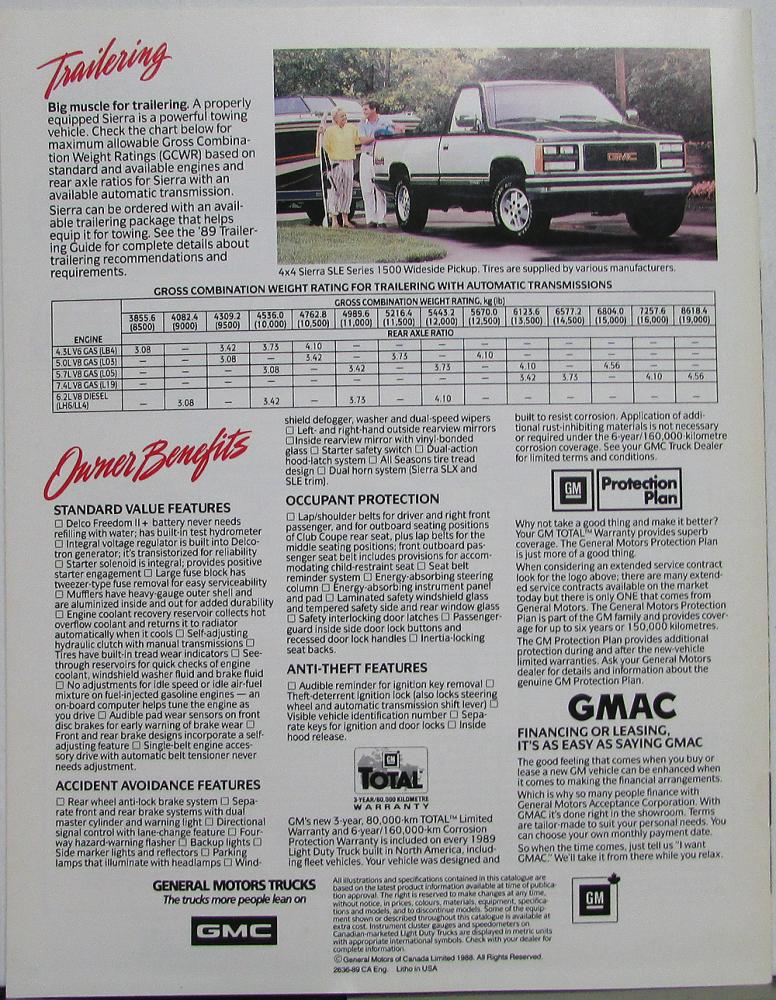 Trailering
Big muscle for trailering. A properly
equipped Sierra is a powerful towing
vehicle. Check the chart below for
maximum allowable Gross Combina-
tion Weight Ratings (GCWR) based on
standard and available engines and
rear axle ratios for Sierra with an
available automatic transmission.
Sierra can be ordered with an avail-
able trailering package that helps
equip it for towing. See the '89 Trailer-
ing Guide for complete details about
trailering recommendations and
requirements.
GMC
4x4 Sierra SLE Series 1500 Wideside Pickup. Tires are supplied by various manufacturers.
GROSS COMBINATION WEIGHT RATING FOR TRAILERING WITH AUTOMATIC TRANSMISSIONS
GROSS COMBINATION WEIGHT RATING, kg (lb)
3855.6 4082.4 4309.2 4536.0 4762.8 4989.6 5216.4 5443.2 5670.0 6123.6 6577.2 6804.0 7257.6 8618.4
(8500) (9000) (9500) (10,000) (10,500) (11,000) (11,500) (12,000) (12,500) (13,500) (14,500) (15,000) (16,000) (19,000)
ENGINE REAR AXLE RATIO
4.3L V6 GAS (LB4) 3.08 — 3.42 3.73 4.10 — — — — — — — — —
5.0L V8 GAS (L03) — — 3.08 — 3.42 — 3.73 — 4.10 — — — — —
5.7L V8 GAS (L05) — — — 3.08 — 3.42 — 3.73 — 4.10 — 4.56 — —
7.4L V8 GAS (L19) — — — — — — — — — 3.42 3.73 — 4.10 4.56
6.2L V8 DIESEL
(LH6/LL4) — 3.08 — 3.42 — 3.73 — 4.10 — — — — — —
Owner Benefits
STANDARD VALUE FEATURES
☐ Delco Freedom II+ battery never needs
refilling with water; has built-in test hydrometer
☐ Integral voltage regulator is built into Delco-
tron generator; it's transistorized for reliability
☐ Starter solenoid is integral; provides positive
starter engagement ☐ Large fuse block has
tweezer-type fuse removal for easy serviceability
☐ Mufflers have heavy-gauge outer shell and
are aluminized inside and out for added durability
☐ Engine coolant recovery reservoir collects hot
overflow coolant and returns it to radiator
automatically when it cools ☐ Self-adjusting
hydraulic clutch with manual transmissions ☐
Tires have built-in tread wear indicators ☐ See-
through reservoirs for quick checks of engine
coolant, windshield washer fluid and brake fluid
☐ No adjustments for idle speed or idle air-fuel
mixture on fuel-injected gasoline engines — an
on-board computer helps tune the engine as
you drive ☐ Audible pad wear sensors on front
disc brakes for early warning of brake wear ☐
Front and rear brake designs incorporate a self-
adjusting feature ☐ Single-belt engine acces-
sory drive with automatic belt tensioner never
needs adjustment.
ACCIDENT AVOIDANCE FEATURES
☐ Rear wheel anti-lock brake system ☐ Sepa-
rate front and rear brake systems with dual
master cylinder and warning light ☐ Directional
signal control with lane-change feature ☐ Four-
way hazard-warning flasher ☐ Backup lights ☐
Side marker lights and reflectors ☐ Parking
lamps that illuminate with headlamps ☐ Wind-
shield defogger, washer and dual-speed wipers
☐ Left- and right-hand outside rearview mirrors
☐ Inside rearview mirror with vinyl-bonded
glass ☐ Starter safety switch ☐ Dual-action
hood-latch system ☐ All Seasons tire tread
design ☐ Dual horn system (Sierra SLX and
SLE trim).
OCCUPANT PROTECTION
☐ Lap/shoulder belts for driver and right front
passenger, and for outboard seating positions
of Club Coupe rear seat, plus lap belts for the
middle seating positions; front outboard pas-
senger seat belt includes provisions for accom-
modating child-restraint seat ☐ Seat belt
reminder system ☐ Energy-absorbing steering
column ☐ Energy-absorbing instrument panel
and pad ☐ Laminated safety windshield glass
and tempered safety side and rear window glass
☐ Safety interlocking door latches ☐ Passenger-
guard inside side door lock buttons and
recessed door lock handles ☐ Inertia-locking
seat backs.
ANTI-THEFT FEATURES
☐ Audible reminder for ignition key removal ☐
Theft-deterrent ignition lock (also locks steering
wheel and automatic transmission shift lever) ☐
Visible vehicle identification number ☐ Sepa-
rate keys for ignition and door locks ☐ Inside
hood release.
GM
TOTAL
3-YEAR/80,000 KILOMETRE
WARRANTY
GM's new 3-year, 80,000-km TOTAL™ Limited
Warranty and 6-year/160,000-km Corrosion
Protection Warranty is included on every 1989
Light Duty Truck built in North America, includ-
ing fleet vehicles. Your vehicle was designed and
built to resist corrosion. Application of addi-
tional rust-inhibiting materials is not necessary
or required under the 6-year/160,000-kilometre
corrosion coverage. See your GMC Truck Dealer
for limited terms and conditions.
GM Protection
Plan
Why not take a good thing and make it better?
Your GM TOTAL™ Warranty provides superb
coverage. The General Motors Protection Plan
is just more of a good thing.
When considering an extended service contract
look for the logo above; there are many extend-
ed service contracts available on the market
today but there is only ONE that comes from
General Motors. The General Motors Protection
Plan is part of the GM family and provides cover-
age for up to six years or 150,000 kilometres.
The GM Protection Plan provides additional
protection during and after the new-vehicle
limited warranties. Ask your General Motors
dealer for details and information about the
genuine GM Protection Plan.
GMAC
FINANCING OR LEASING,
IT'S AS EASY AS SAYING GMAC
The good feeling that comes when you buy or
lease a new GM vehicle can be enhanced when
it comes to making the financial arrangements.
Which is why so many people finance with
General Motors Acceptance Corporation. With
GMAC it's done right in the showroom. Terms
are tailor-made to suit your personal needs. You
can choose your own monthly payment date.
So when the time comes, just tell us "I want
GMAC." We'll take it from there while you relax.
GENERAL MOTORS TRUCKS
The trucks more people lean on
GMC
All illustrations and specifications contained in this catalogue are
based on the latest product information available at time of publica-
tion approval. The right is reserved to make changes at any time,
without notice, in prices, colours, materials, equipment, specifica-
tions and models, and to discontinue models. Some of the equip-
ment shown or described throughout this catalogue is available at
extra cost. Instrument cluster gauges and speedometers on
Canadian-marketed Light Duty Trucks are displayed in metric units
with appropriate international symbols. Check with your dealer for
complete information.
© General Motors of Canada Limited 1988. All Rights Reserved.
2636-89 CA Eng. Litho in USA
GM